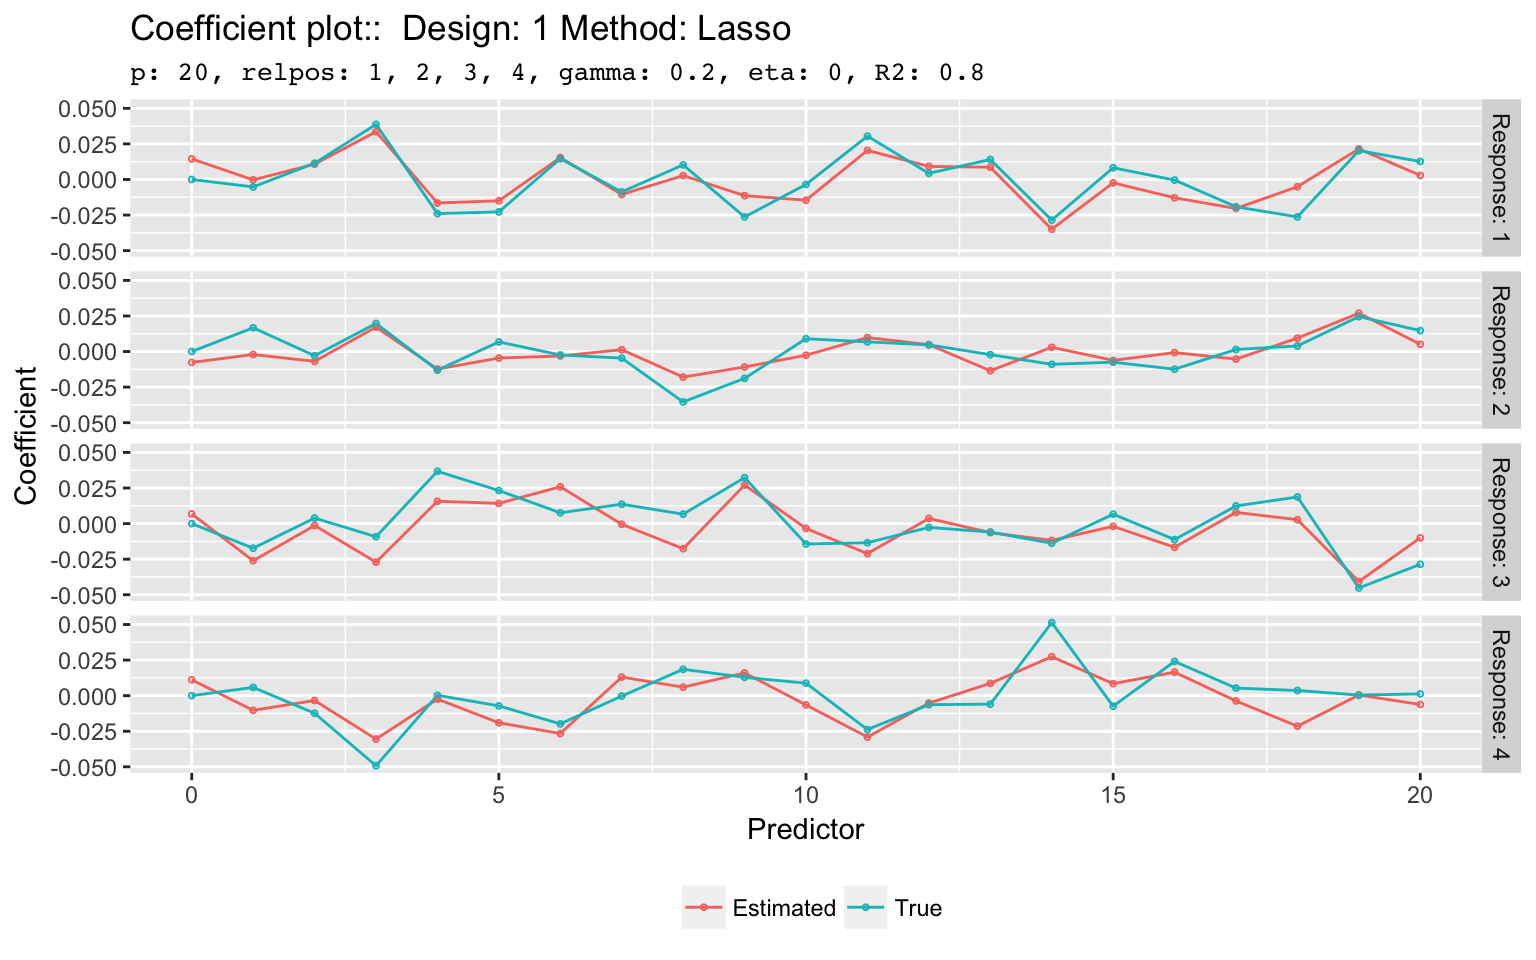 Coefficient plot::  Design: 1 Method: Lasso
p: 20, relpos: 1, 2, 3, 4, gamma: 0.2, eta: 0, R2: 0.8
Coefficient
0.050
0.025
0.000
-0.025
-0.050
Response: 1
0.050
0.025
0.000
-0.025
-0.050
Response: 2
0.050
0.025
0.000
-0.025
-0.050
Response: 3
0.050
0.025
0.000
-0.025
-0.050
Response: 4
0 5 10 15 20
Predictor
Estimated True